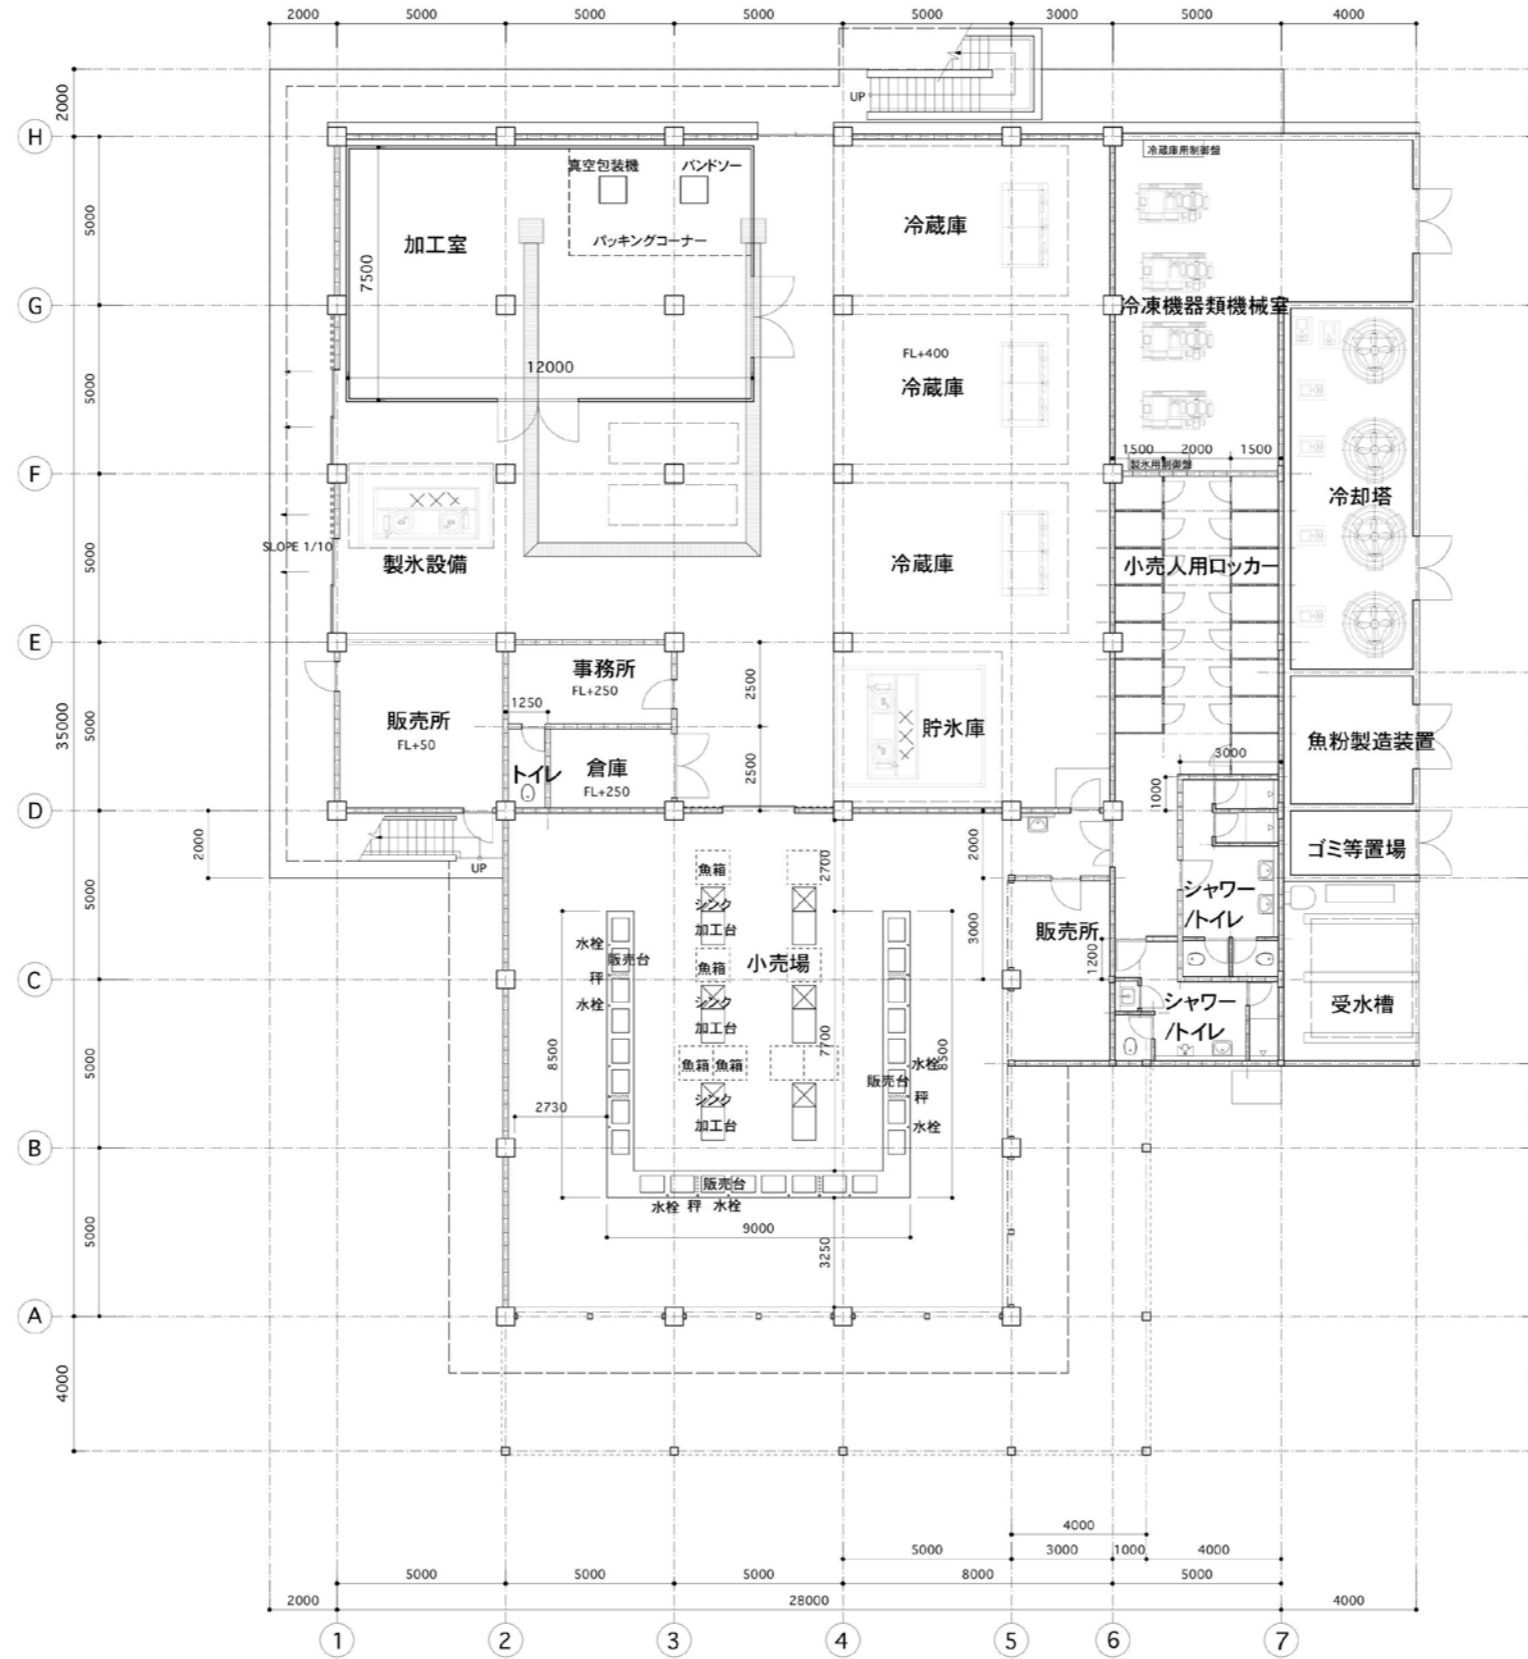 2000 5000 5000 5000 5000 3000 5000 4000
2000
UP
H
冷蔵庫用制御盤
真空包装機 バンドソー
冷蔵庫
加工室
パッキングコーナー
5000
7500
G
冷凍機器類機械室
FL+400
12000
冷蔵庫
5000
1500 2000 1500
製氷用制御盤
F
冷却塔
SLOPE 1/10
製氷設備
冷蔵庫
小売人用ロッカー
5000
E
事務所
FL+250
2500
1250
販売所
FL+50
貯氷庫
35000
5000
魚粉製造装置
3000
トイレ
倉庫
FL+250
2500
1000
D
2000
UP
魚箱
2700
2000
ゴミ等置場
シンク
加工台
5000
シャワー
/トイレ
販売所
3000
水栓
販売台
魚箱
小売場
1200
C
秤
水栓
シンク
加工台
シャワー
/トイレ
受水槽
8500
7700
8500
5000
魚箱 魚箱
水栓
販売台
シンク
秤
2730
加工台
水栓
B
販売台
水栓 秤 水栓
9000
5000
3250
A
4000
4000
5000 3000 1000 4000
5000 5000 5000 8000 5000
2000 28000 4000
1 2 3 4 5 6 7